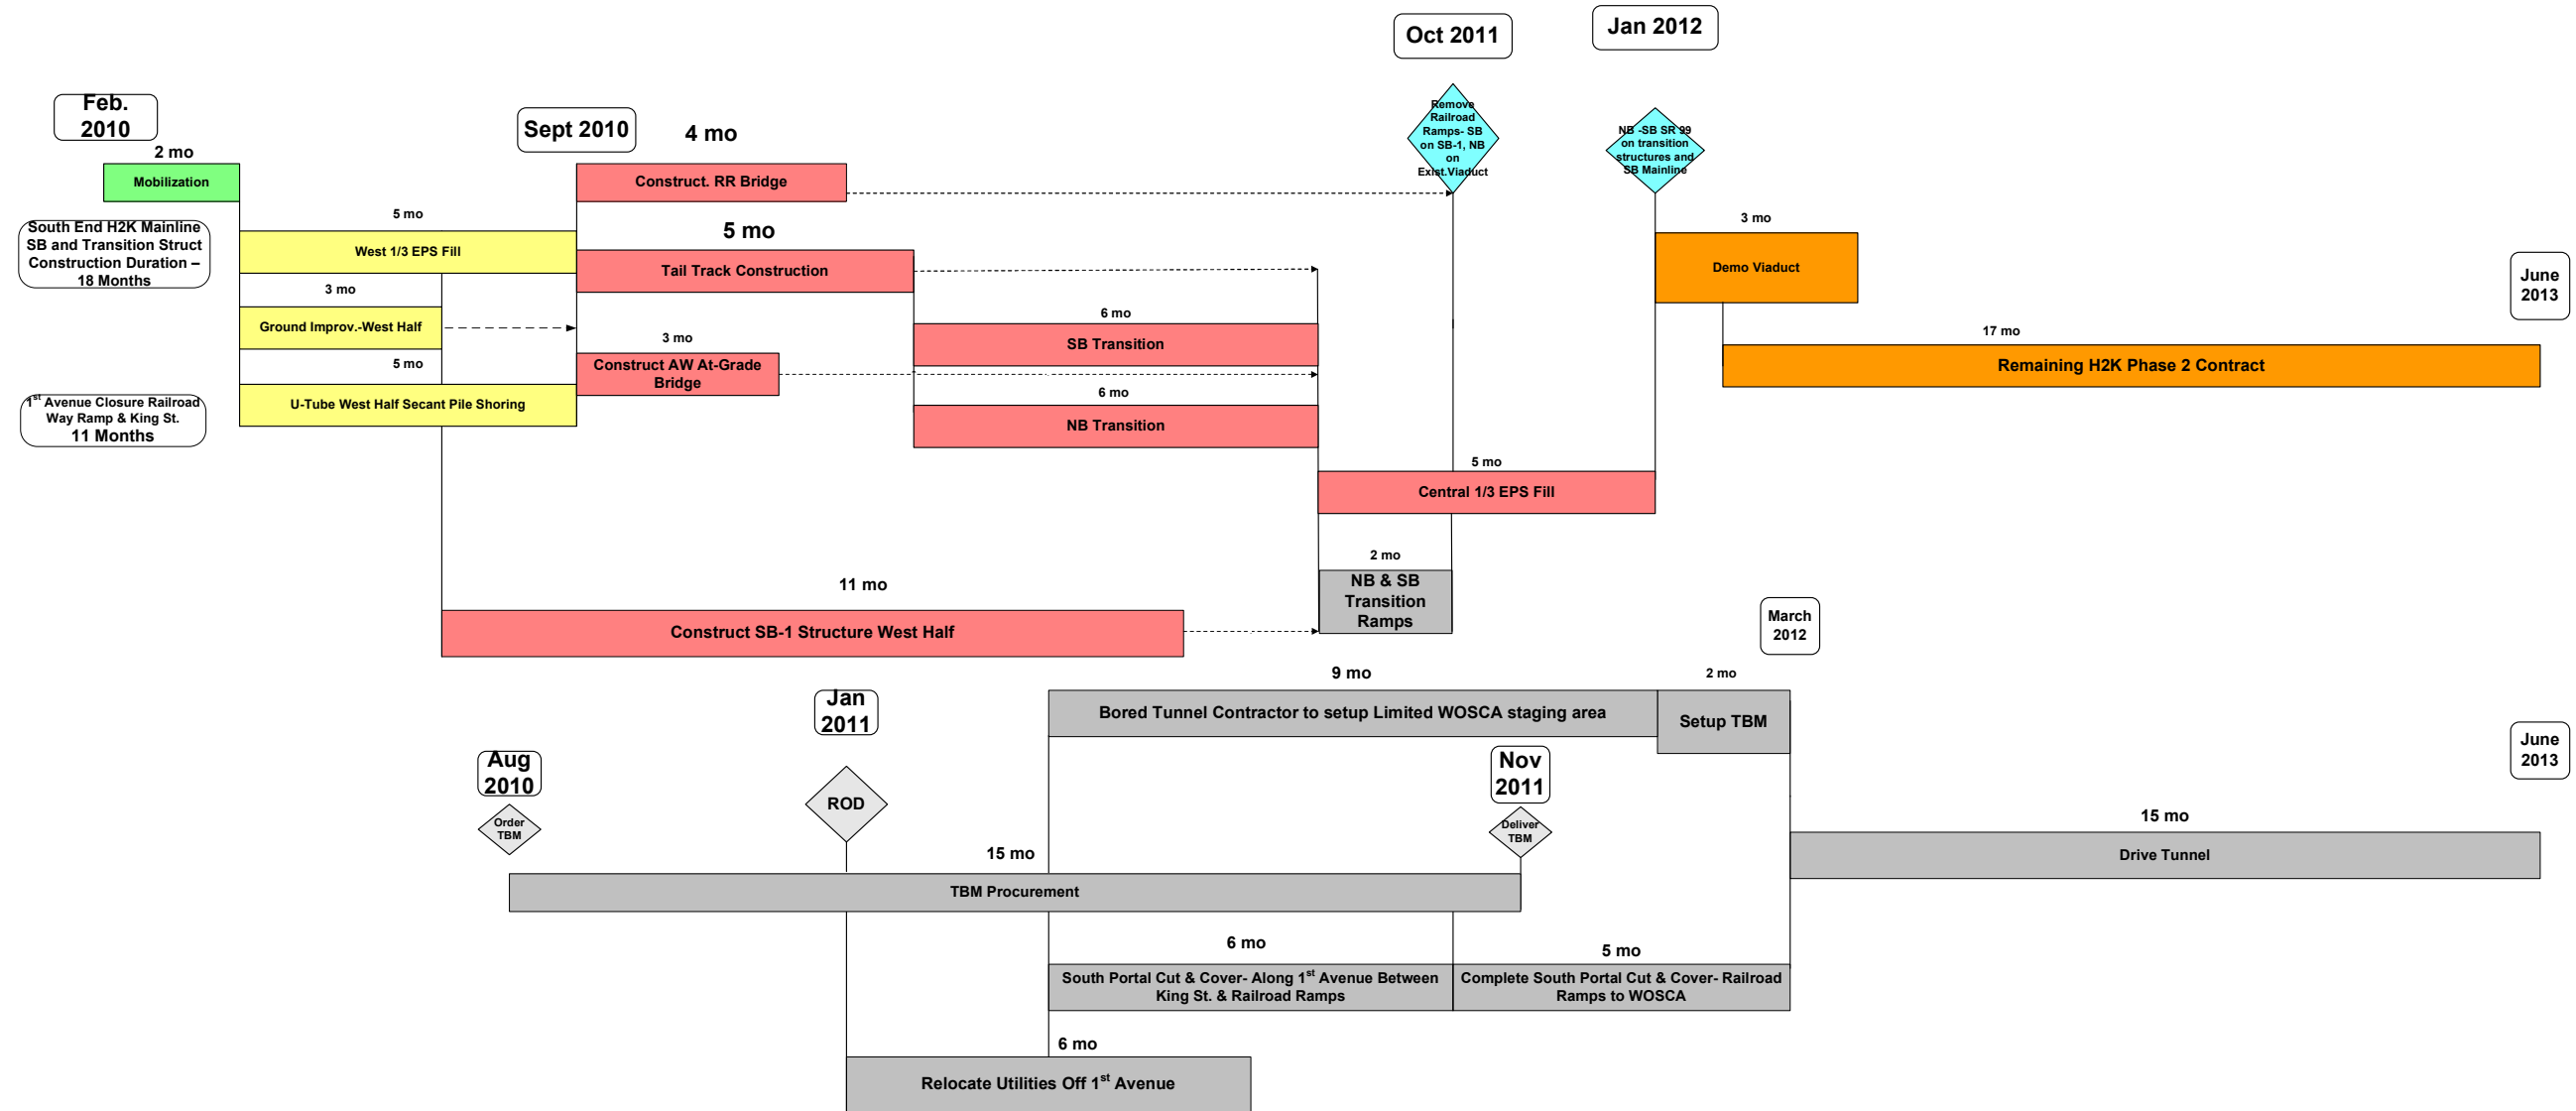 Oct 2011
Jan 2012
Feb.
2010
Sept 2010
4 mo
2 mo
Mobilization
Construct. RR Bridge
Remove
Railroad
Ramps- SB
on SB-1, NB
on
Exist.Viaduct
NB -SB SR 99
on transition
structures and
SB Mainline
South End H2K Mainline
SB and Transition Struct
Construction Duration –
18 Months
5 mo
West 1/3 EPS Fill
5 mo
Tail Track Construction
3 mo
Demo Viaduct
June
2013
3 mo
Ground Improv.-West Half
6 mo
SB Transition
17 mo
Remaining H2K Phase 2 Contract
3 mo
Construct AW At-Grade
Bridge
5 mo
U-Tube West Half Secant Pile Shoring
1st Avenue Closure Railroad
Way Ramp & King St.
11 Months
6 mo
NB Transition
5 mo
Central 1/3 EPS Fill
2 mo
NB & SB
Transition
Ramps
11 mo
Construct SB-1 Structure West Half
March
2012
9 mo
2 mo
Bored Tunnel Contractor to setup Limited WOSCA staging area
Setup TBM
Jan
2011
Aug
2010
Nov
2011
June
2013
Order
TBM
ROD
Deliver
TBM
15 mo
Drive Tunnel
15 mo
TBM Procurement
6 mo
South Portal Cut & Cover- Along 1st Avenue Between
King St. & Railroad Ramps
5 mo
Complete South Portal Cut & Cover- Railroad
Ramps to WOSCA
6 mo
Relocate Utilities Off 1st Avenue